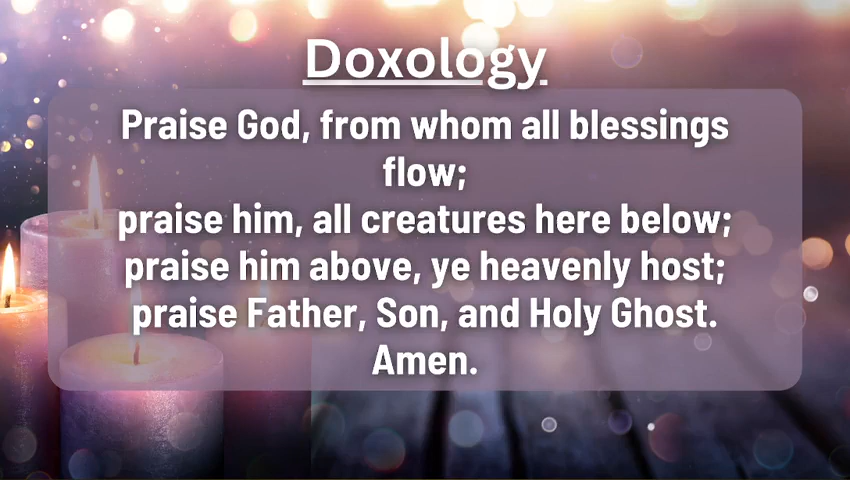 Doxology
Praise God, from whom all blessings
flow;
praise him, all creatures here below;
praise him above, ye heavenly host;
praise Father, Son, and Holy Ghost.
Amen.